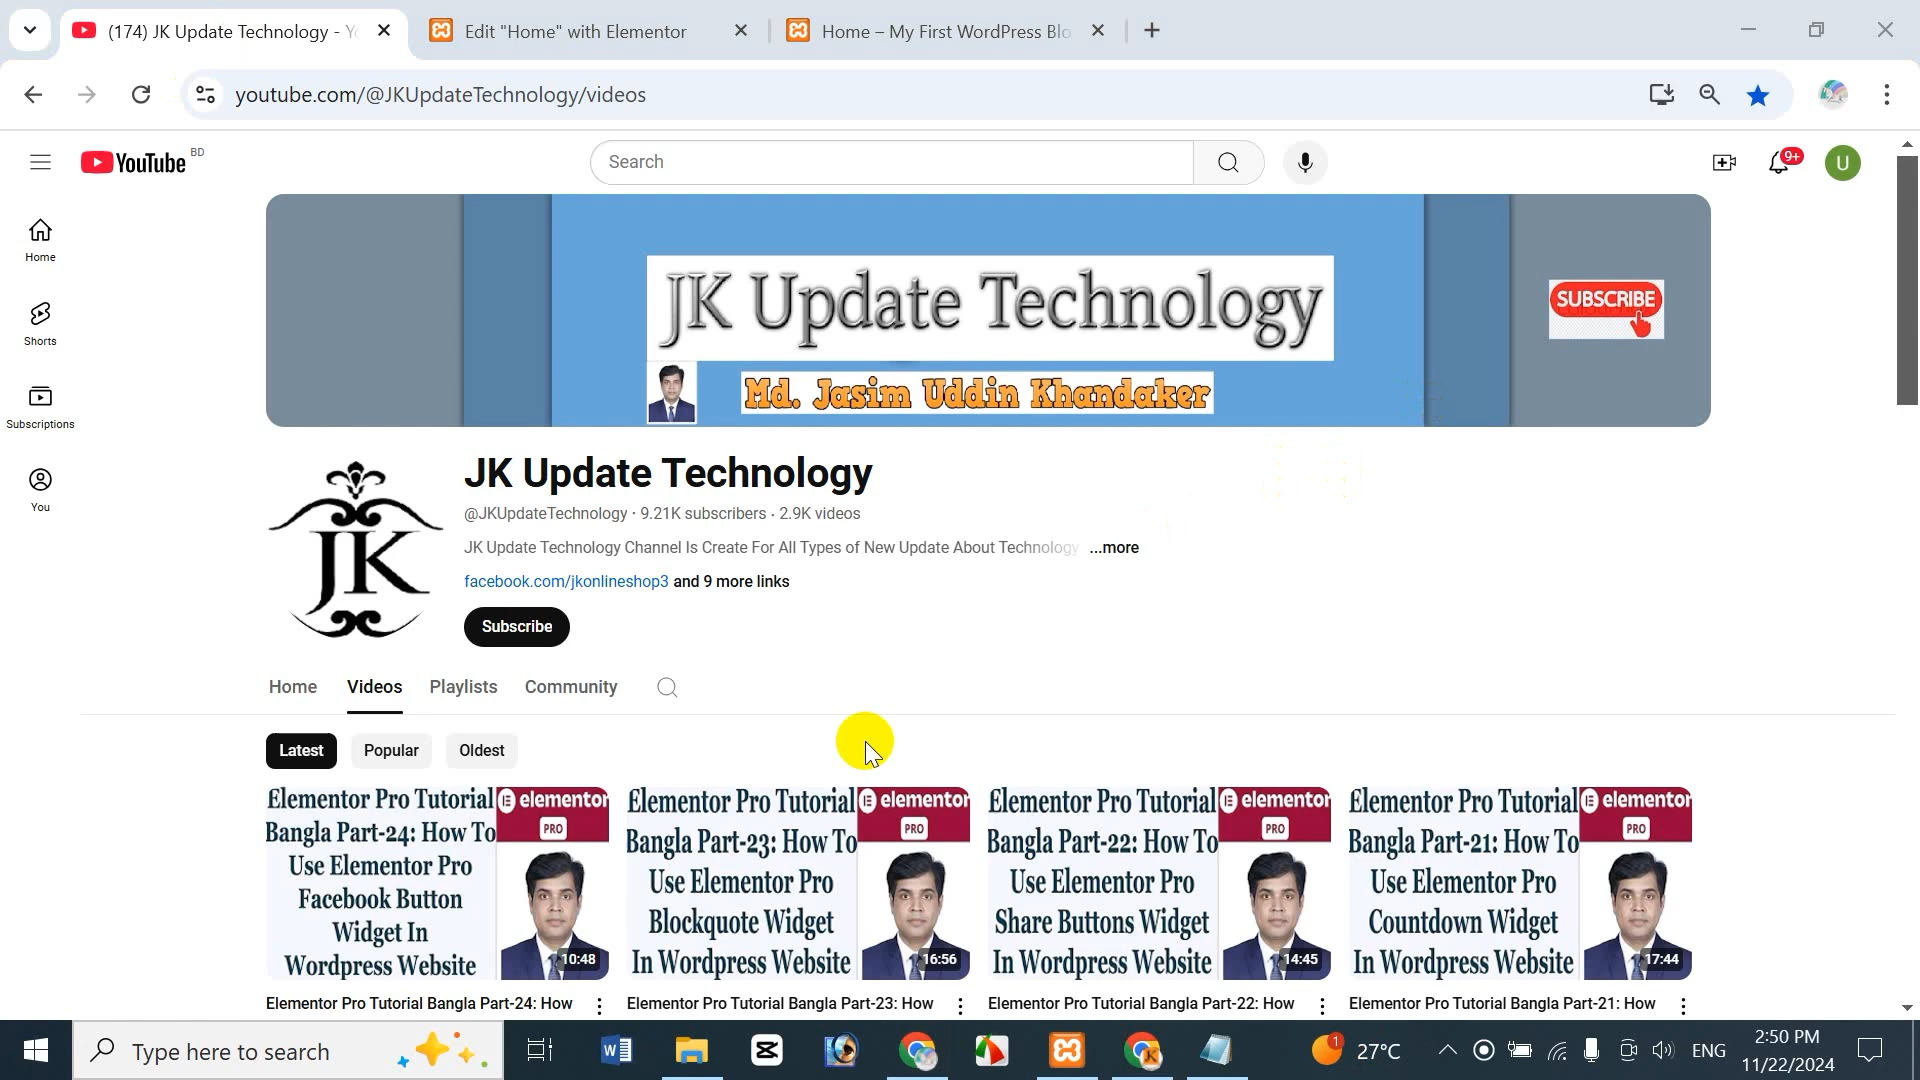 (174) JK Update Technology - Y
Edit "Home" with Elementor
Home – My First WordPress Blo
youtube.com/@JKUpdateTechnology/videos
YouTube BD
Search
9+
U
Home
Shorts
Subscriptions
You
JK Update Technology
SUBSCRIBE
Md. Jasim Uddin Khandaker
JK
JK Update Technology
@JKUpdateTechnology · 9.21K subscribers · 2.9K videos
JK Update Technology Channel Is Create For All Types of New Update About Technology ...more
facebook.com/jkonlineshop3 and 9 more links
Subscribe
Home Videos Playlists Community
Latest Popular Oldest
Elementor Pro Tutorial
Bangla Part-24: How To
Use Elementor Pro
Facebook Button
Widget In
Wordpress Website
elementor
PRO
10:48
Elementor Pro Tutorial
Bangla Part-23: How To
Use Elementor Pro
Blockquote Widget
In Wordpress Website
elementor
PRO
16:56
Elementor Pro Tutorial
Bangla Part-22: How To
Use Elementor Pro
Share Buttons Widget
In Wordpress Website
elementor
PRO
14:45
Elementor Pro Tutorial
Bangla Part-21: How To
Use Elementor Pro
Countdown Widget
In Wordpress Website
elementor
PRO
17:44
Elementor Pro Tutorial Bangla Part-24: How
Elementor Pro Tutorial Bangla Part-23: How
Elementor Pro Tutorial Bangla Part-22: How
Elementor Pro Tutorial Bangla Part-21: How
Type here to search
1
27°C
ENG
2:50 PM
11/22/2024